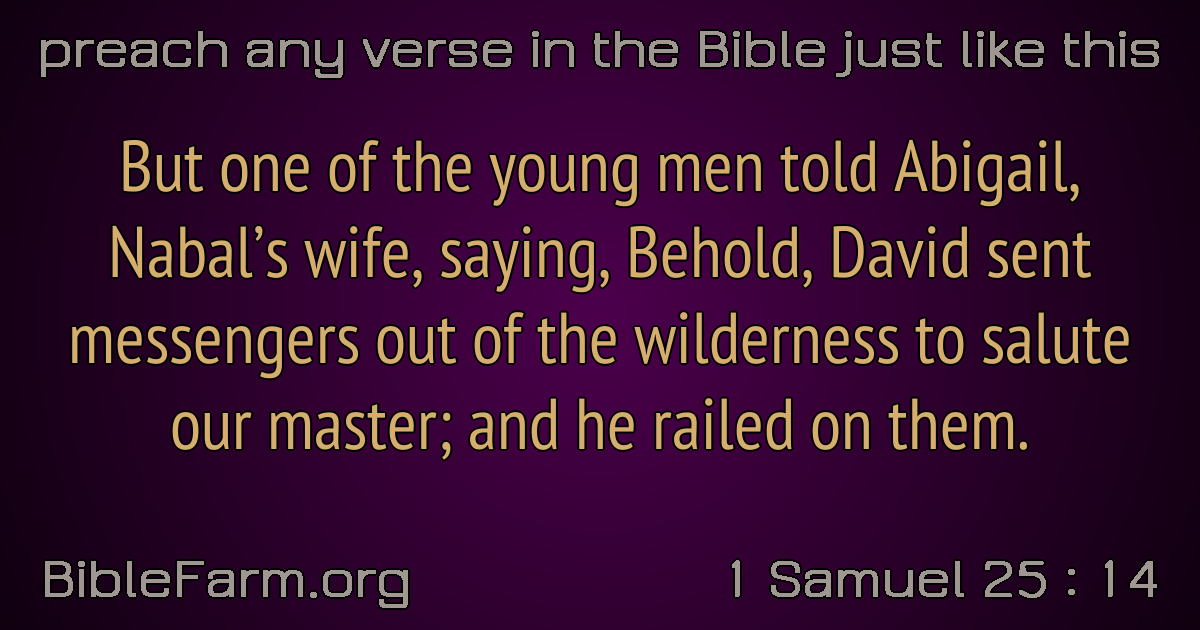 preach any verse in the Bible just like this
But one of the young men told Abigail,
Nabal’s wife, saying, Behold, David sent
messengers out of the wilderness to salute
our master; and he railed on them.
BibleFarm.org
1 Samuel 25 : 14